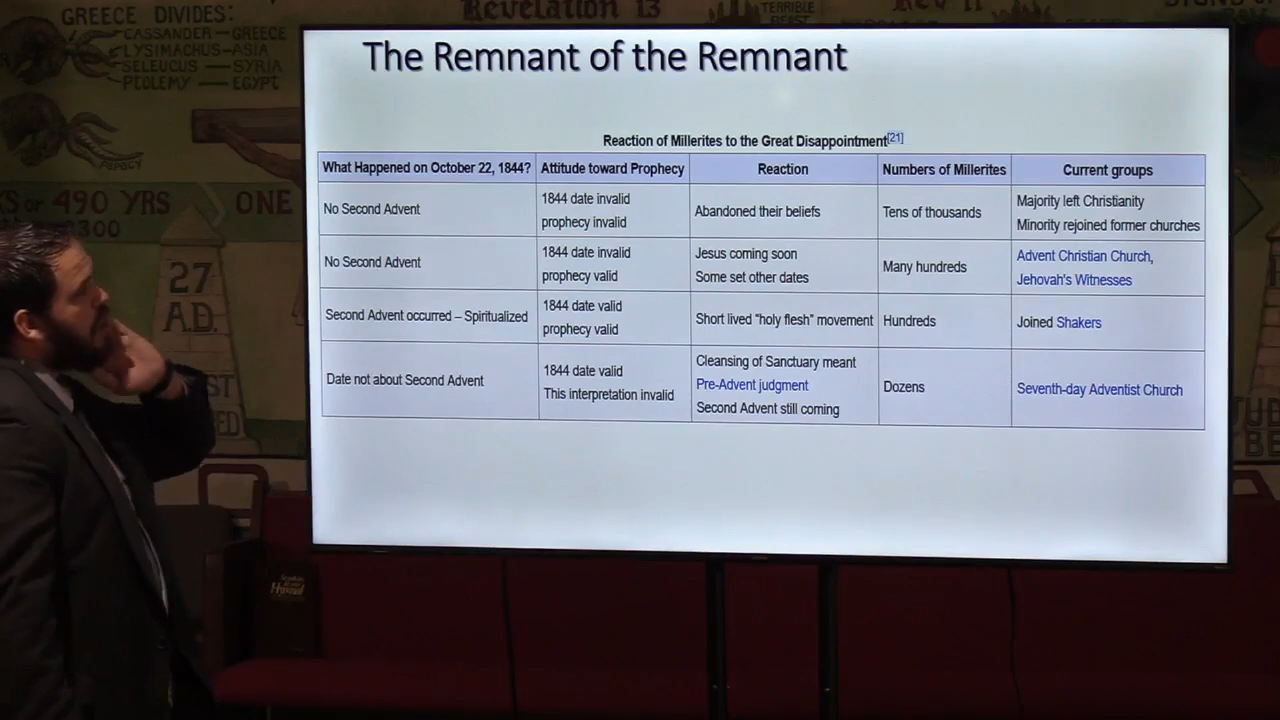 Revelation 13
TERRIBLE
BEAST
GREECE DIVIDES:
CASSANDER—GREECE
LYSIMACHUS—ASIA
SELEUCUS—SYRIA
PTOLEMY—EGYPT
PAPACY
490 YRS
ONE
2300
27
A.D.
The Remnant of the Remnant
Reaction of Millerites to the Great Disappointment[21]
What Happened on October 22, 1844? Attitude toward Prophecy Reaction Numbers of Millerites Current groups
No Second Advent
1844 date invalid
prophecy invalid
Abandoned their beliefs
Tens of thousands
Majority left Christianity
Minority rejoined former churches
No Second Advent
1844 date invalid
prophecy valid
Jesus coming soon
Some set other dates
Many hundreds
Advent Christian Church,
Jehovah's Witnesses
Second Advent occurred – Spiritualized
1844 date valid
prophecy valid
Short lived "holy flesh" movement
Hundreds
Joined Shakers
Date not about Second Advent
1844 date valid
This interpretation invalid
Cleansing of Sanctuary meant
Pre-Advent judgment
Second Advent still coming
Dozens
Seventh-day Adventist Church
Hymnal